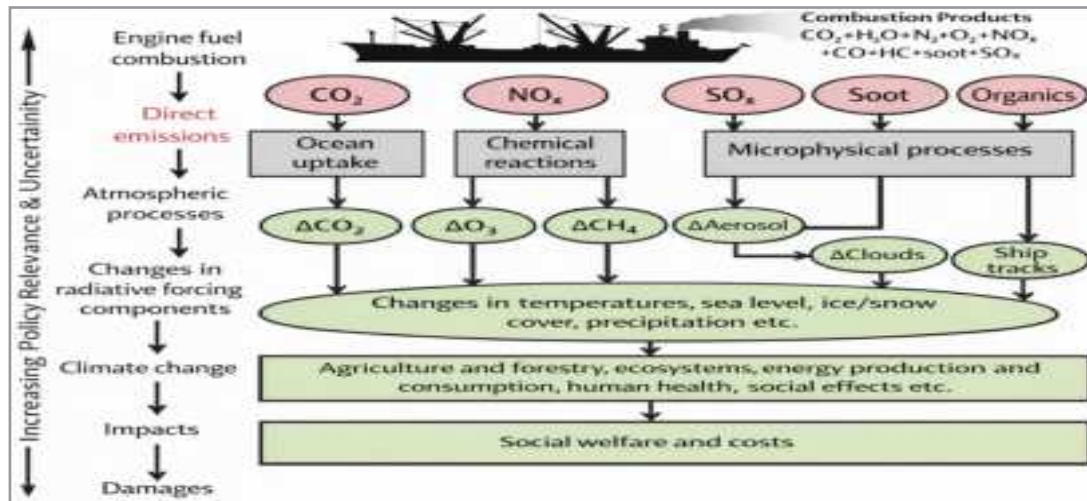 Increasing Policy Relevance & Uncertainty
Engine fuel
combustion
Direct
emissions
Atmospheric
processes
Changes in
radiative forcing
components
Climate change
Impacts
Damages
Combustion Products
CO₂+H₂O+N₂+O₂+NOₓ
+CO+HC+soot+SOₓ
CO₂
NOₓ
SOₓ
Soot
Organics
Ocean
uptake
Chemical
reactions
Microphysical processes
ΔCO₂
ΔO₃
ΔCH₄
ΔAerosol
ΔClouds
Ship
tracks
Changes in temperatures, sea level, ice/snow
cover, precipitation etc.
Agriculture and forestry, ecosystems, energy production and
consumption, human health, social effects etc.
Social welfare and costs